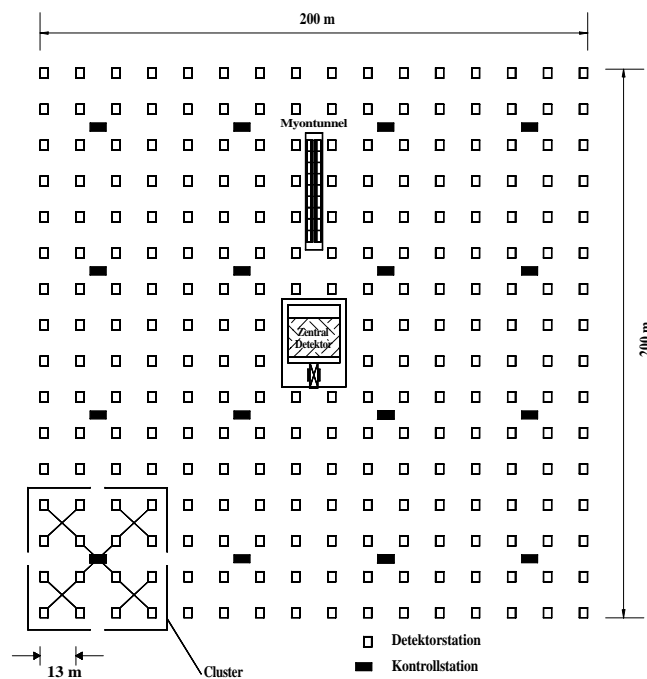 200 m
Myontunnel
Zentral
Detektor
200 m
Detektorstation
Kontrollstation
13 m
Cluster